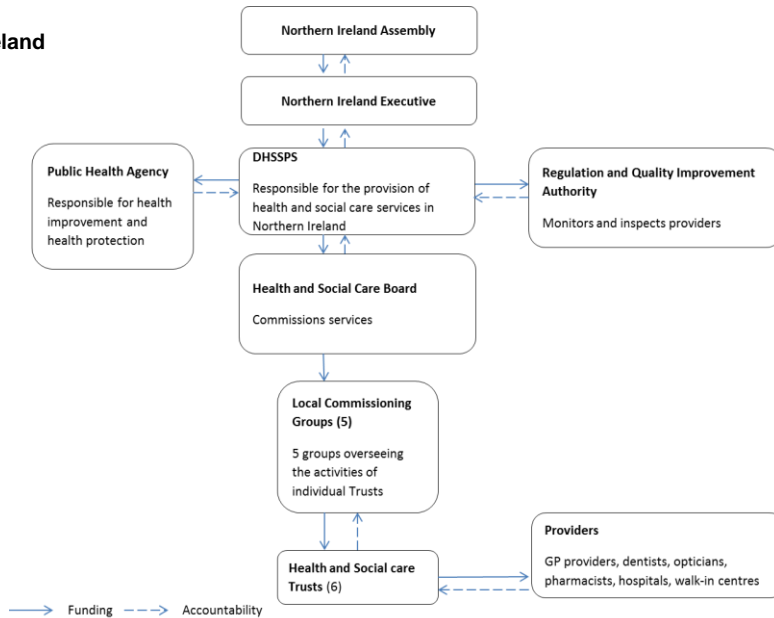 eland
Northern Ireland Assembly
Northern Ireland Executive
DHSSPS
Responsible for the provision of
health and social care services in
Northern Ireland
Public Health Agency
Responsible for health
improvement and
health protection
Regulation and Quality Improvement
Authority
Monitors and inspects providers
Health and Social Care Board
Commissions services
Local Commissioning
Groups (5)
5 groups overseeing
the activities of
individual Trusts
Health and Social care
Trusts (6)
Providers
GP providers, dentists, opticians,
pharmacists, hospitals, walk-in centres
Funding
Accountability